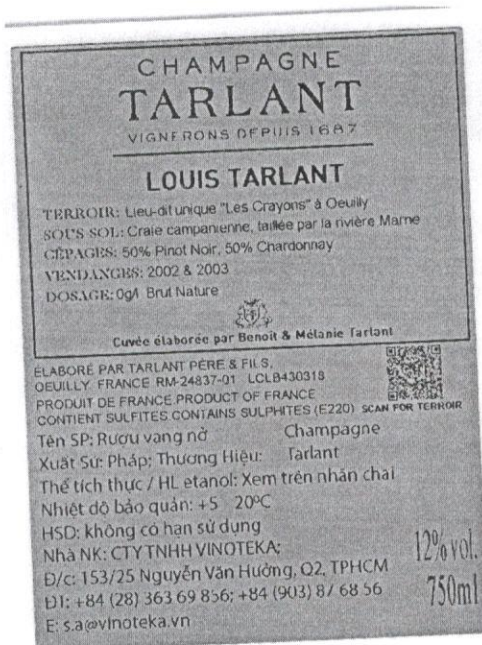 CHAMPAGNE
TARLANT
VIGNERONS DEPUIS 1687
LOUIS TARLANT
TERROIR: Lieu-dit unique "Les Crayons" à Oeuilly
SOUS SOL: Craie campanienne, taillée par la rivière Marne
CÉPAGES: 50% Pinot Noir, 50% Chardonnay
VENDANGES: 2002 & 2003
DOSAGE: 0g/l Brut Nature
Cuvée élaborée par Benoit & Mélanie Tarlant
ÉLABORÉ PAR TARLANT PÈRE & FILS,
OEUILLY FRANCE RM-24837-01 LCLB430318
PRODUIT DE FRANCE PRODUCT OF FRANCE
CONTIENT SULFITES CONTAINS SULPHITES (E220) SCAN FOR TERROIR
Tên SP: Rượu vang nở Champagne
Xuất Sứ: Pháp; Thương Hiệu: Tarlant
Thể tích thực / HL etanol: Xem trên nhãn chai
Nhiệt độ bảo quản: +5 20ºC
HSD: không có hạn sử dụng
Nhà NK: CTY TNHH VINOTEKA;
Đ/c: 153/25 Nguyễn Văn Hưởng, Q2, TPHCM
ĐT: +84 (28) 363 69 856; +84 (903) 87 68 56
E: s.a@vinoteka.vn
12% vol.
750ml